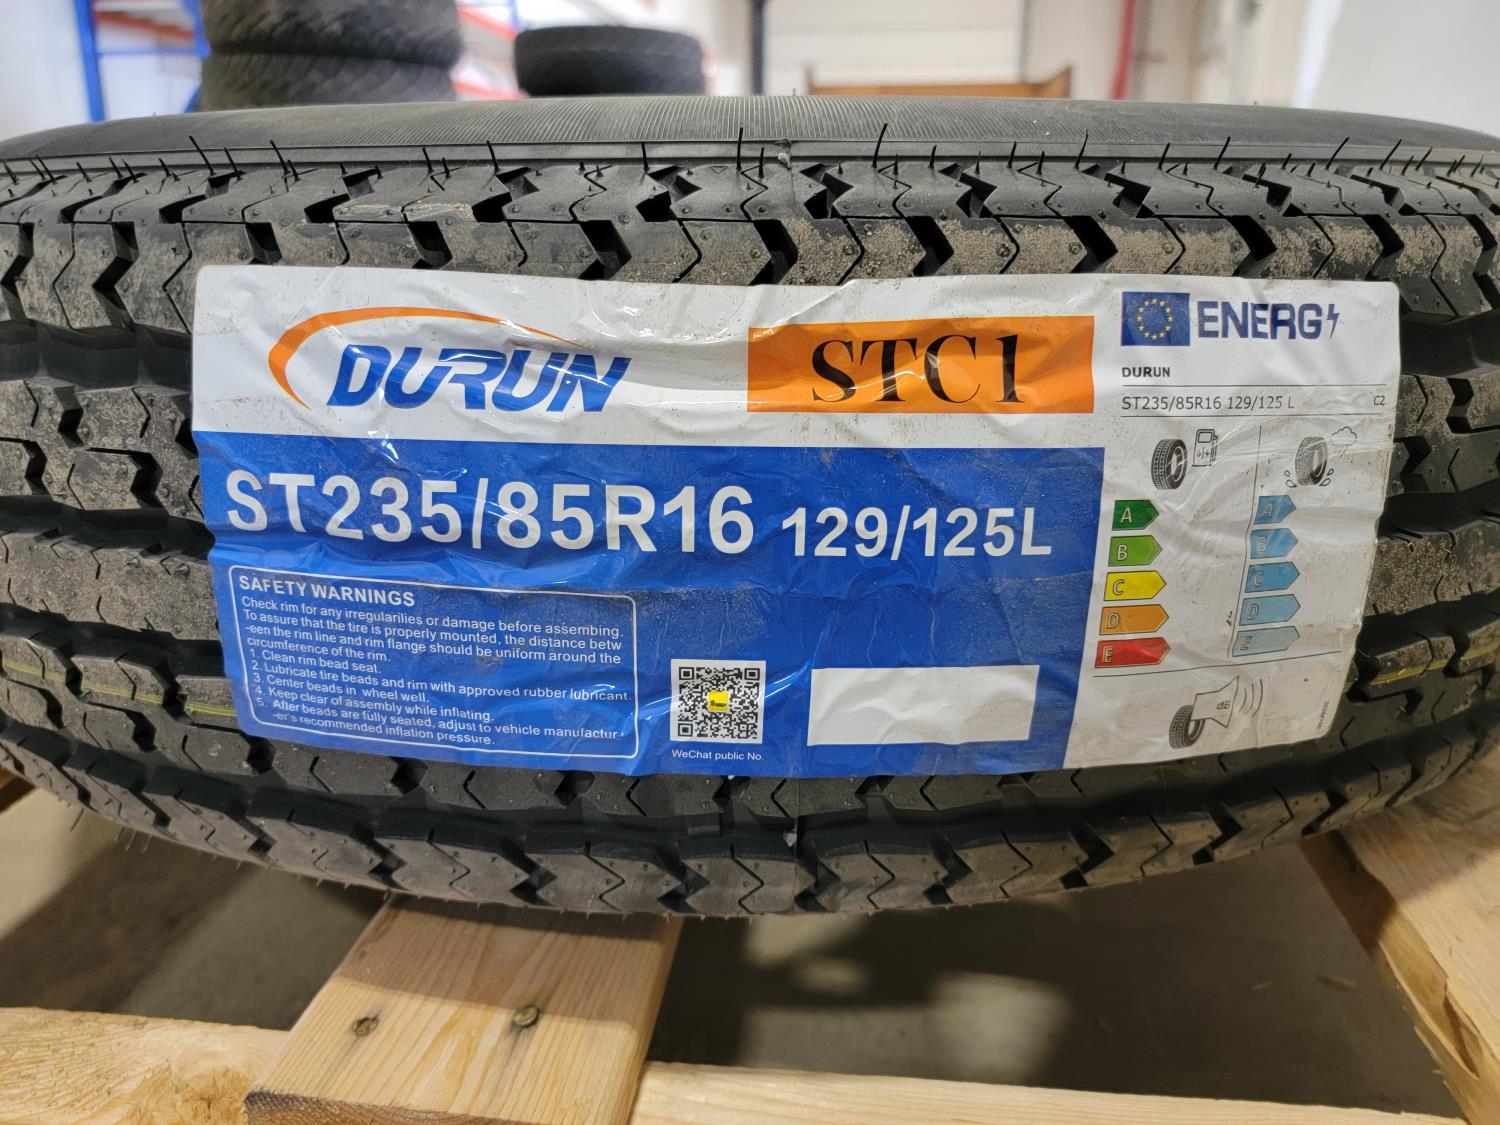 DURUN
STC1
ST235/85R16 129/125L
SAFETY WARNINGS
Check rim for any irregularilies or damage before assembing.
To assure that the tire is properly mounted, the distance betw
-een the rim line and rim flange should be uniform around the
circumference of the rim.
1. Clean rim bead seat.
2. Lubricate tire beads and rim with approved rubber lubricant.
3. Center beads in wheel well.
4. Keep clear of assembly while inflating.
5. After beads are fully seated, adjust to vehicle manufactur
-er's recommended inflation pressure.
WeChat public No.
ENERG
DURUN
ST235/85R16 129/125 L C2
A A
B B
C C
D D
E E
dB